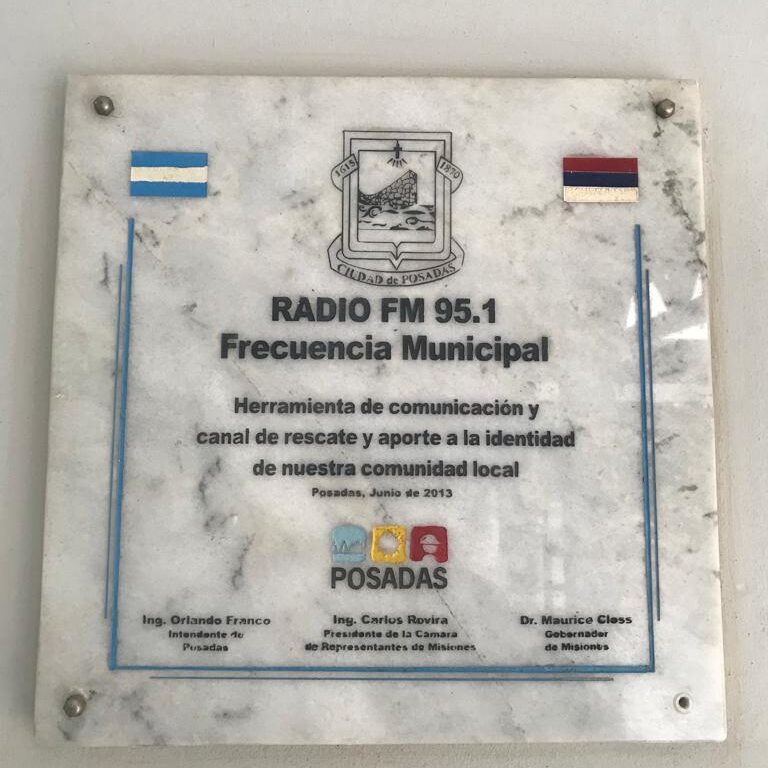 1615
1870
CIUDAD de POSADAS
RADIO FM 95.1
Frecuencia Municipal
Herramienta de comunicación y
canal de rescate y aporte a la identidad
de nuestra comunidad local
Posadas, Junio de 2013
POSADAS
Ing. Orlando Franco
Intendente de
Posadas
Ing. Carlos Rovira
Presidente de la Cámara
de Representantes de Misiones
Dr. Maurice Closs
Gobernador
de Misiones